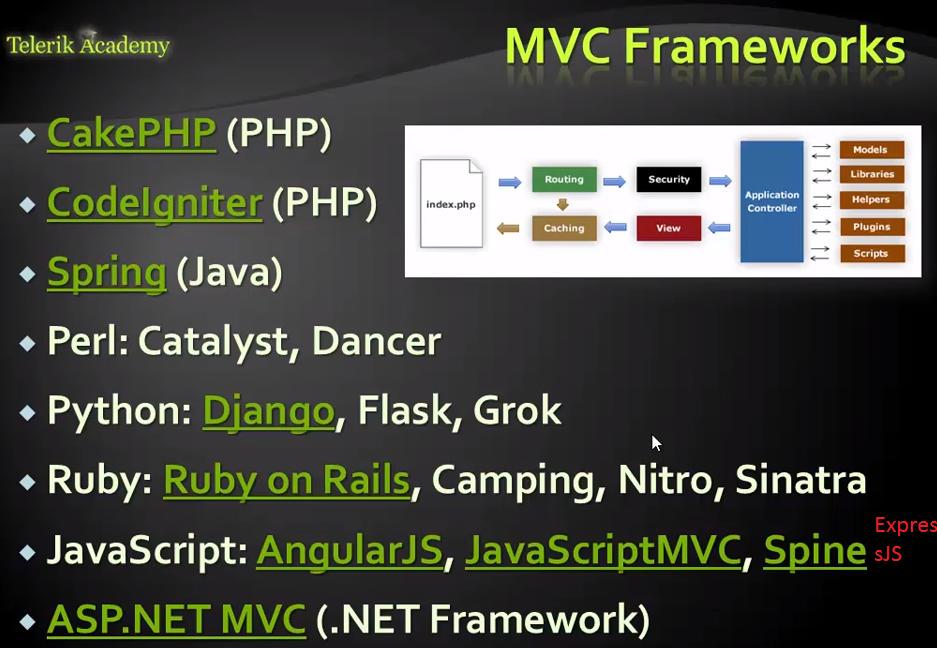 Telerik Academy
MVC Frameworks
CakePHP (PHP)
CodeIgniter (PHP)
Spring (Java)
Perl: Catalyst, Dancer
Python: Django, Flask, Grok
Ruby: Ruby on Rails, Camping, Nitro, Sinatra
JavaScript: AngularJS, JavaScriptMVC, Spine
Expres
sJS
ASP.NET MVC (.NET Framework)
index.php
Routing
Security
Caching
View
Application
Controller
Models
Libraries
Helpers
Plugins
Scripts